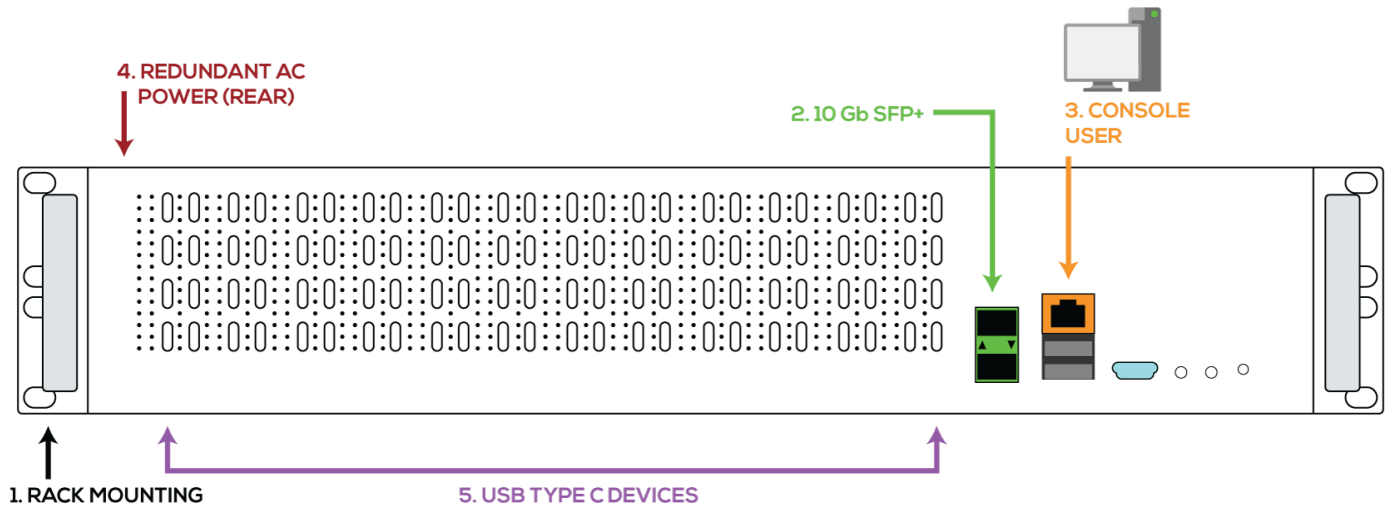 4. REDUNDANT AC
POWER (REAR)
2. 10 Gb SFP+
3. CONSOLE
USER
1. RACK MOUNTING
5. USB TYPE C DEVICES